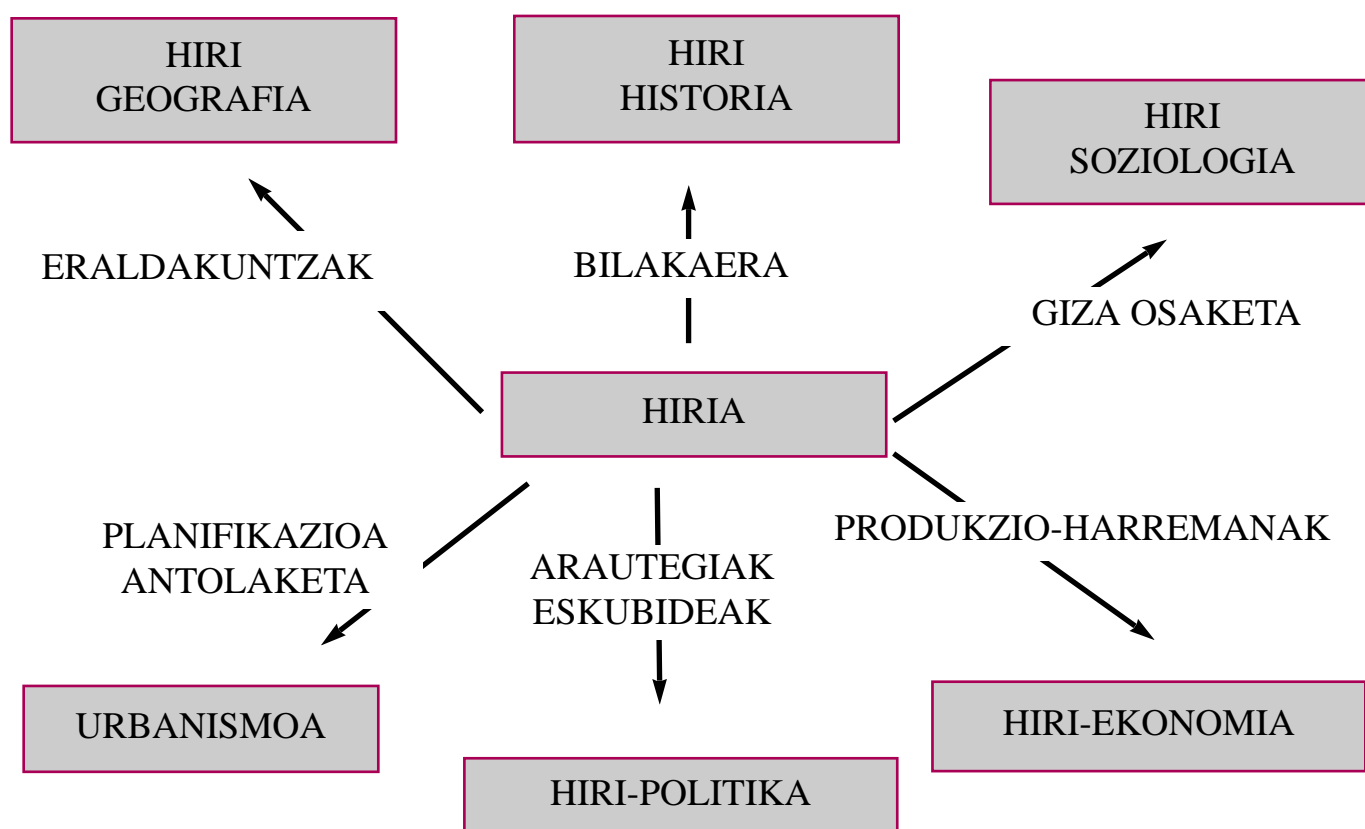 HIRI
GEOGRAFIA
HIRI
HISTORIA
HIRI
SOZIOLOGIA
ERALDAKUNTZAK
BILAKAERA
GIZA OSAKETA
HIRIA
PLANIFIKAZIOA
ANTOLAKETA
ARAUTEGIAK
ESKUBIDEAK
PRODUKZIO-HARREMANAK
URBANISMOA
HIRI-POLITIKA
HIRI-EKONOMIA